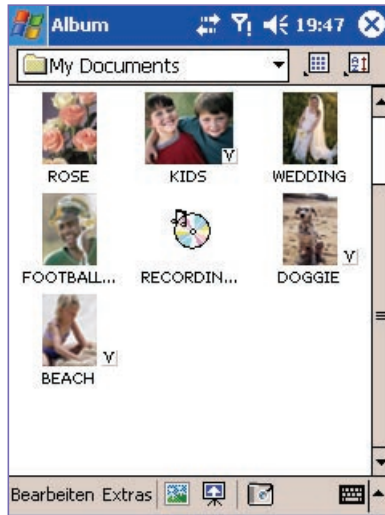 Album 19:47
My Documents
ROSE KIDS WEDDING
V
FOOTBALL... RECORDIN... DOGGIE
V
BEACH
V
Bearbeiten Extras